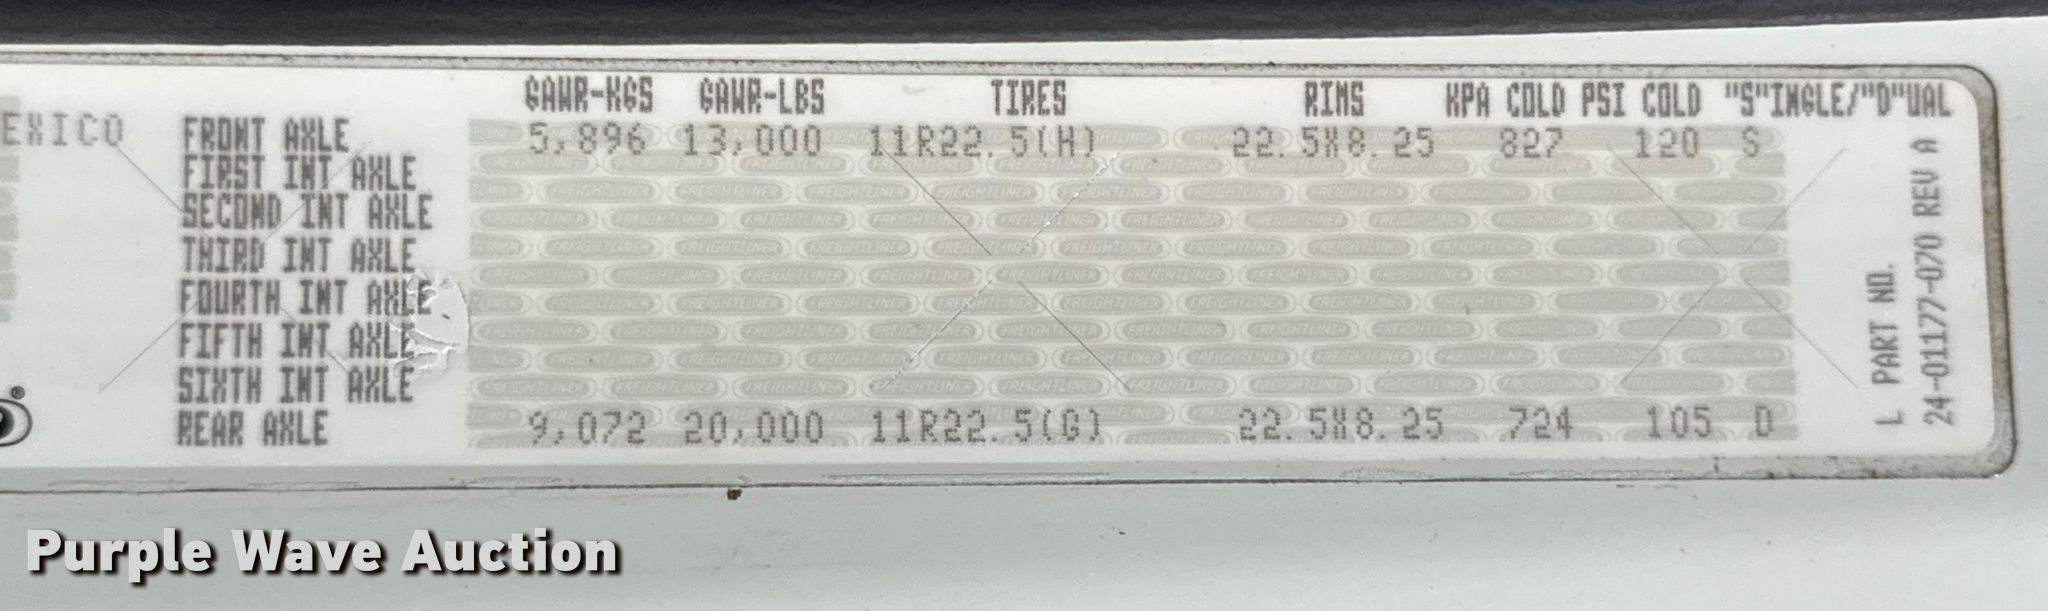 GAWR-KGS GAWR-LBS TIRES RIMS KPA COLD PSI COLD "S"INGLE/"D"UAL
EXICO
FRONT AXLE 5,896 13,000 11R22.5(H) 22.5X8.25 827 120 S
FIRST INT AXLE
SECOND INT AXLE
THIRD INT AXLE
FOURTH INT AXLE
FIFTH INT AXLE
SIXTH INT AXLE
REAR AXLE 9,072 20,000 11R22.5(G) 22.5X8.25 724 105 D
L PART NO.
24-01177-070 REV A
Purple Wave Auction